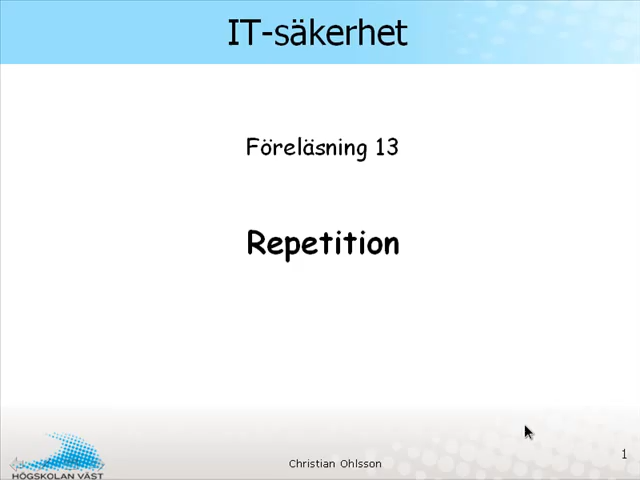 IT-säkerhet
Föreläsning 13
Repetition
Christian Ohlsson
1
HÖGSKOLAN VÄST